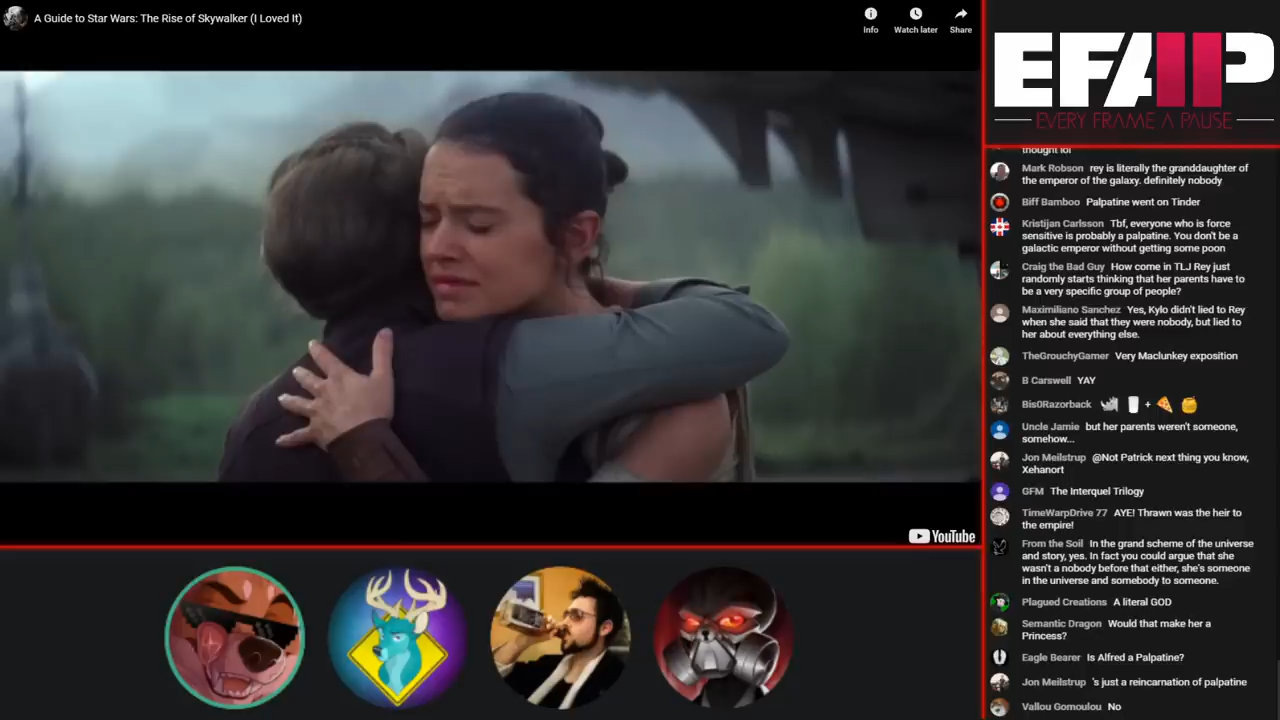 A Guide to Star Wars: The Rise of Skywalker (I Loved It)
Info
Watch later
Share
YouTube
EFAP
EVERY FRAME A PAUSE
thought lol
Mark Robson rey is literally the granddaughter of
the emperor of the galaxy. definitely nobody
Biff Bamboo Palpatine went on Tinder
Kristijan Carlsson Tbf, everyone who is force
sensitive is probably a palpatine. You don't be a
galactic emperor without getting some poon
Craig the Bad Guy How come in TLJ Rey just
randomly starts thinking that her parents have to
be a very specific group of people?
Maximiliano Sanchez Yes, Kylo didn't lied to Rey
when she said that they were nobody, but lied to
her about everything else.
TheGrouchyGamer Very Maclunkey exposition
B Carswell YAY
Bis0Razorback 🥛 + 🍕 🍯
Uncle Jamie but her parents weren't someone,
somehow...
Jon Meilstrup @Not Patrick next thing you know,
Xehanort
GFM The Interquel Trilogy
TimeWarpDrive 77 AYE! Thrawn was the heir to
the empire!
From the Soil In the grand scheme of the universe
and story, yes. In fact you could argue that she
wasn't a nobody before that either, she's someone
in the universe and somebody to someone.
Plagued Creations A literal GOD
Semantic Dragon Would that make her a
Princess?
Eagle Bearer Is Alfred a Palpatine?
Jon Meilstrup 's just a reincarnation of palpatine
Vallou Gomoulou No